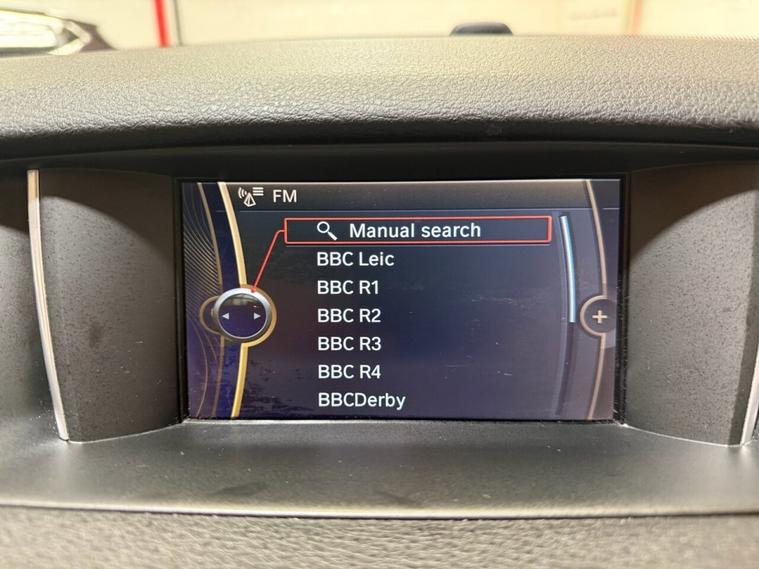 FM
Manual search
BBC Leic
BBC R1
BBC R2
BBC R3
BBC R4
BBCDerby